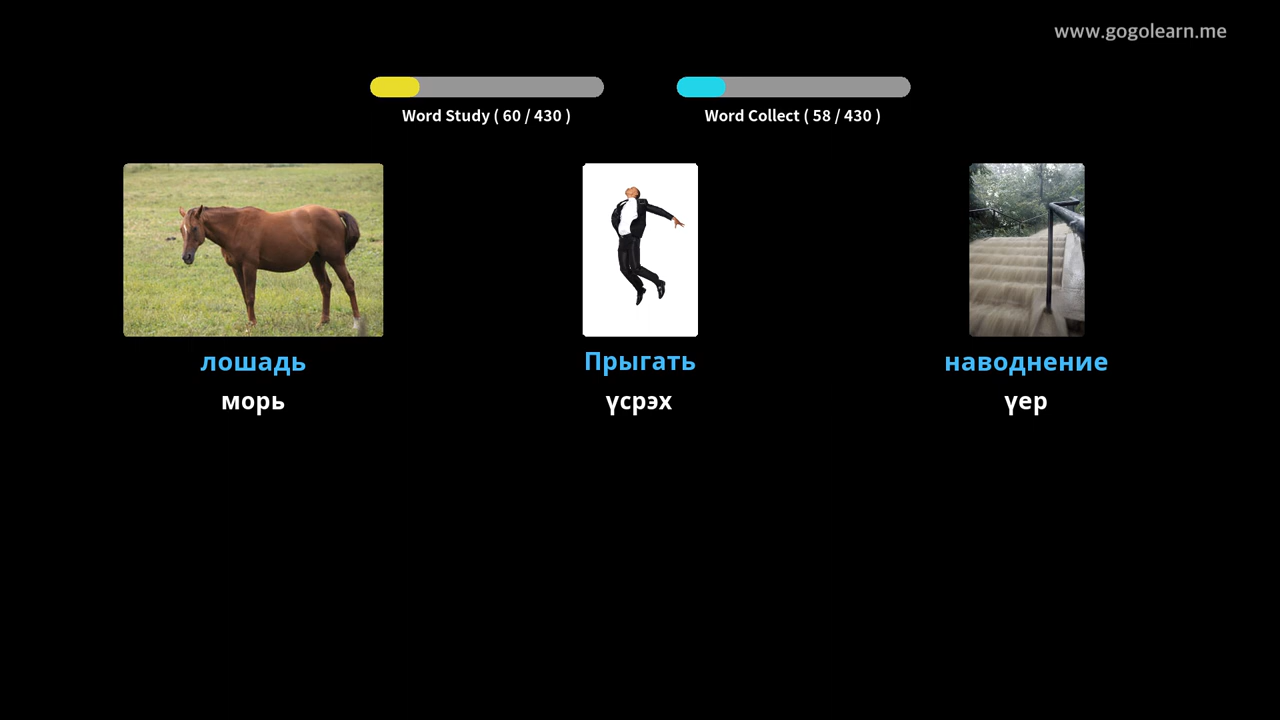 www.gogolearn.me
Word Study ( 60 / 430 )
Word Collect ( 58 / 430 )
лошадь
Прыгать
наводнение
морь
үсрэх
үер